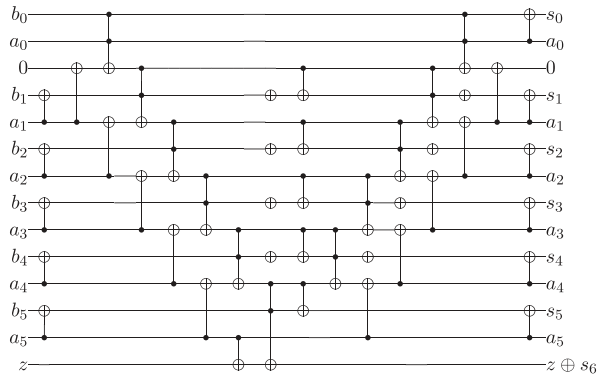 b₀ s₀
a₀ a₀
0 0
b₁ s₁
a₁ a₁
b₂ s₂
a₂ a₂
b₃ s₃
a₃ a₃
b₄ s₄
a₄ a₄
b₅ s₅
a₅ a₅
z z ⊕ s₆